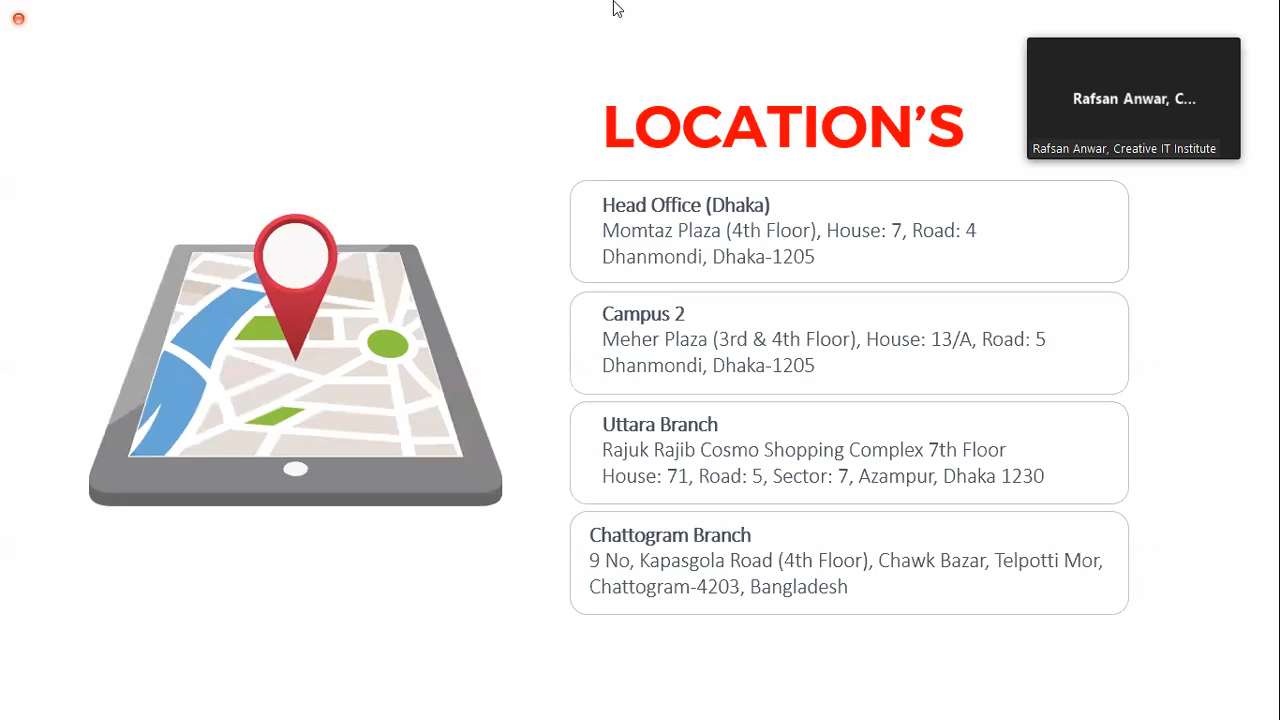 LOCATION'S
Rafsan Anwar, C...
Rafsan Anwar, Creative IT Institute
Head Office (Dhaka)
Momtaz Plaza (4th Floor), House: 7, Road: 4
Dhanmondi, Dhaka-1205
Campus 2
Meher Plaza (3rd & 4th Floor), House: 13/A, Road: 5
Dhanmondi, Dhaka-1205
Uttara Branch
Rajuk Rajib Cosmo Shopping Complex 7th Floor
House: 71, Road: 5, Sector: 7, Azampur, Dhaka 1230
Chattogram Branch
9 No, Kapasgola Road (4th Floor), Chawk Bazar, Telpotti Mor,
Chattogram-4203, Bangladesh